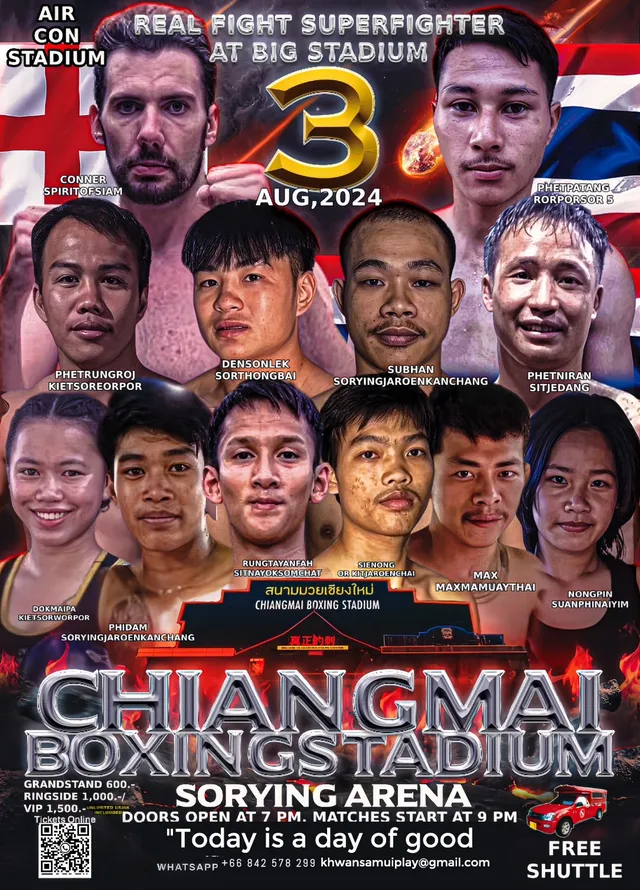 AIR
CON
STADIUM
REAL FIGHT SUPERFIGHTER
AT BIG STADIUM
3
AUG,2024
CONNER
SPIRITOFSIAM
PHETPATANG
RORPORSOR 5
PHETRUNGROJ
KIETSOREORPOR
DENSONLEK
SORTHONGBAI
SUBHAN
SORYINGJAROENKANCHANG
PHETNIRAN
SITJEDANG
DOKMAIPA
KIETSORWORPOR
PHIDAM
SORYINGJAROENKANCHANG
RUNGTAYANFAH
SITNAYOKSOMCHAT
SIENONG
OR KITJAROENCHAI
MAX
MAXMAMUAYTHAI
NONGPIN
SUANPHINAIYIM
สนามมวยเชียงใหม่
CHIANGMAI BOXING STADIUM
CHIANGMAI
BOXINGSTADIUM
GRANDSTAND 600.-
RINGSIDE 1,000.-/
VIP 1,500.- UNLIMITED DRINK
INCLUDED
Tickets Online
SORYING ARENA
DOORS OPEN AT 7 PM. MATCHES START AT 9 PM
"Today is a day of good
WHATSAPP +66 842 578 299 khwansamuiplay@gmail.com
FREE
SHUTTLE